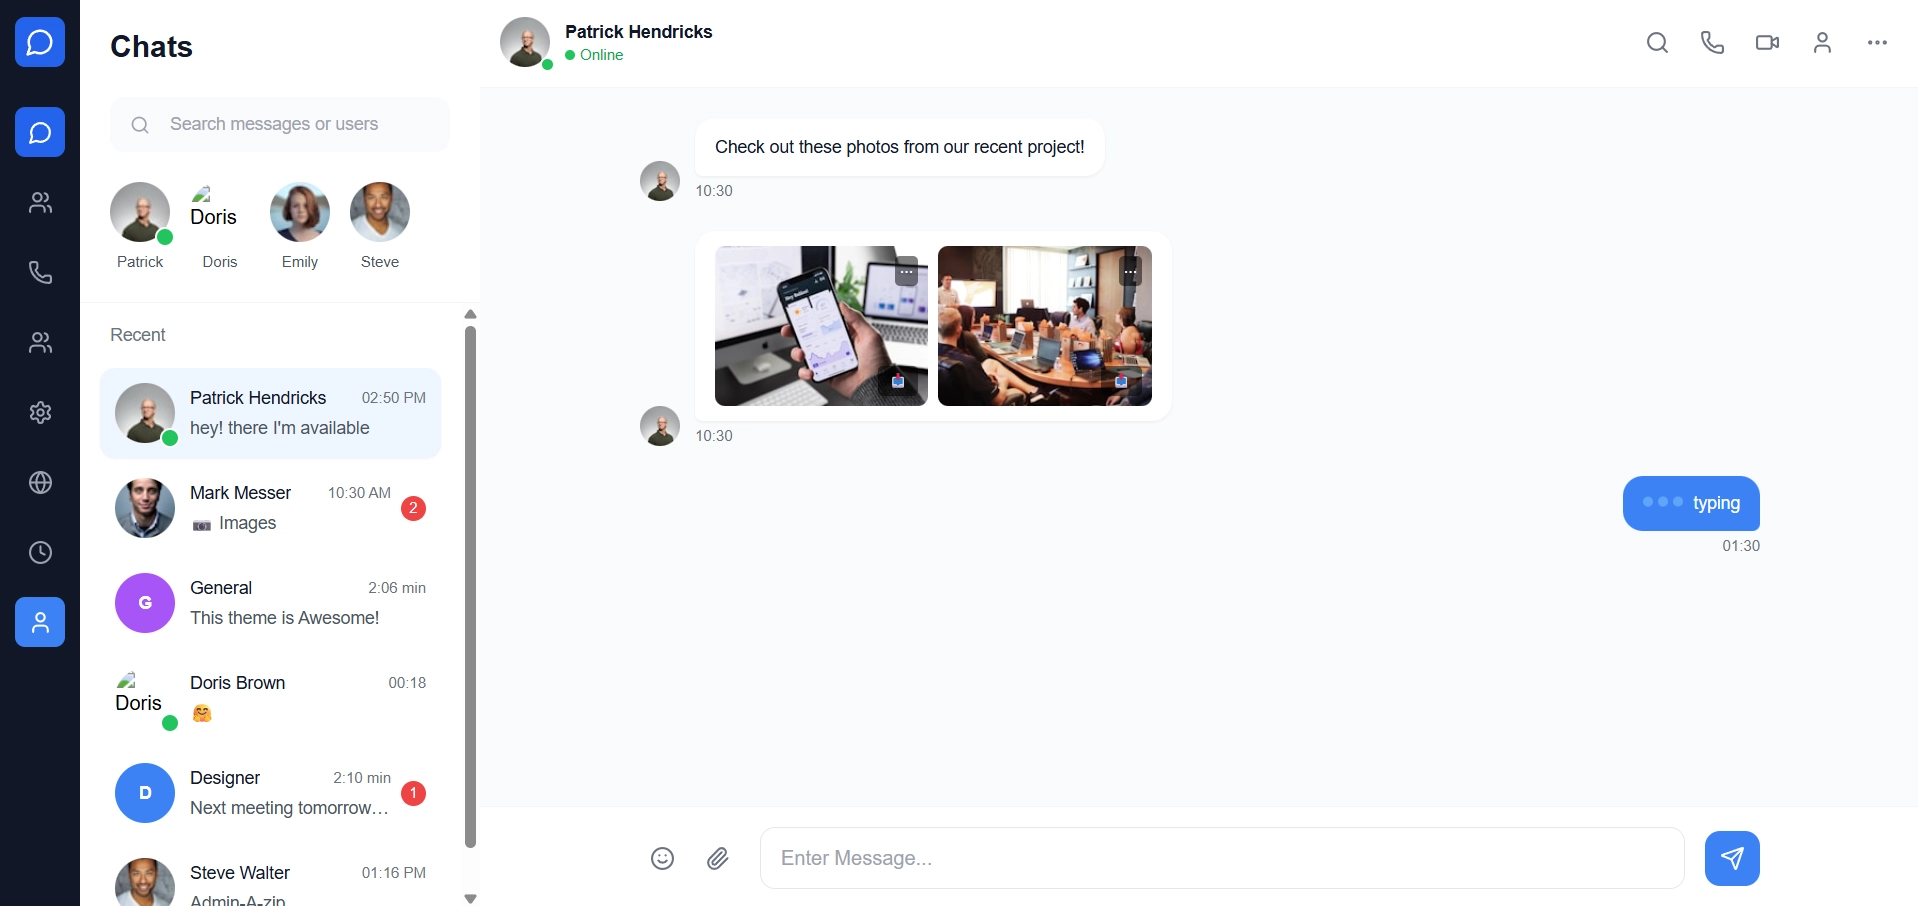 Chats
Search messages or users
Doris
Patrick
Doris
Emily
Steve
Recent
Patrick Hendricks
02:50 PM
hey! there I'm available
Mark Messer
10:30 AM
Images
2
G
General
2:06 min
This theme is Awesome!
Doris
Doris Brown
00:18
D
Designer
2:10 min
Next meeting tomorrow…
1
Steve Walter
01:16 PM
Admin-A-zip
Patrick Hendricks
Online
Check out these photos from our recent project!
10:30
10:30
typing
01:30
Enter Message...